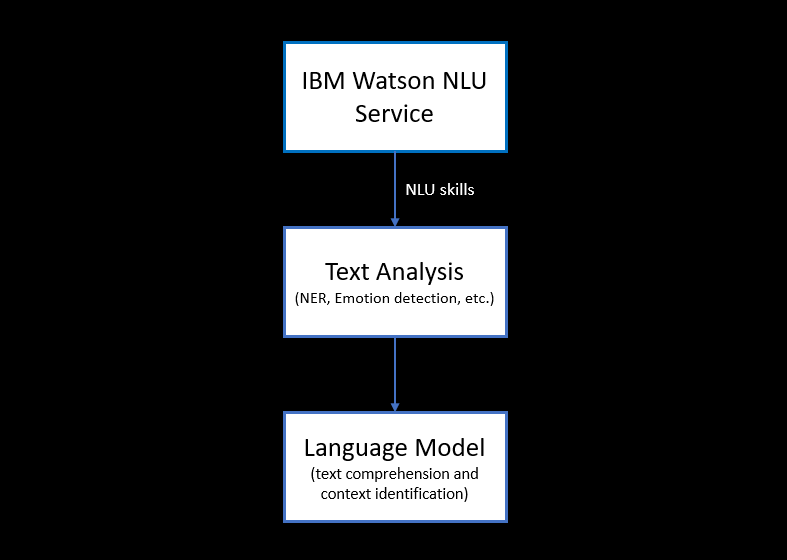 IBM Watson NLU
Service
NLU skills
Text Analysis
(NER, Emotion detection, etc.)
Language Model
(text comprehension and
context identification)